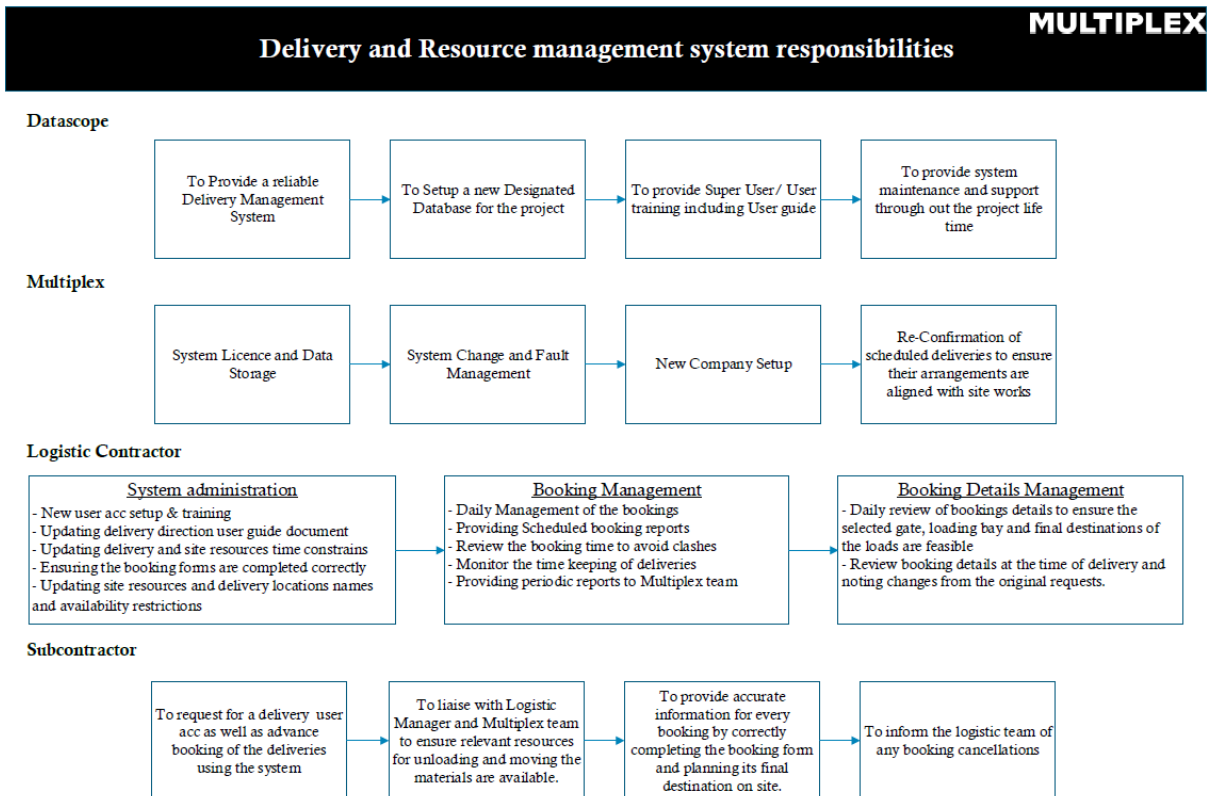 MULTIPLEX
Delivery and Resource management system responsibilities
Datascope
To Provide a reliable
Delivery Management
System
To Setup a new Designated
Database for the project
To provide Super User/ User
training including User guide
To provide system
maintenance and support
through out the project life
time
Multiplex
System Licence and Data
Storage
System Change and Fault
Management
New Company Setup
Re-Confirmation of
scheduled deliveries to ensure
their arrangements are
aligned with site works
Logistic Contractor
System administration
- New user acc setup & training
- Updating delivery direction user guide document
- Updating delivery and site resources time constrains
- Ensuring the booking forms are completed correctly
- Updating site resources and delivery locations names
and availability restrictions
Booking Management
- Daily Management of the bookings
- Providing Scheduled booking reports
- Review the booking time to avoid clashes
- Monitor the time keeping of deliveries
- Providing periodic reports to Multiplex team
Booking Details Management
- Daily review of bookings details to ensure the
selected gate, loading bay and final destinations of
the loads are feasible
- Review booking details at the time of delivery and
noting changes from the original requests.
Subcontractor
To request for a delivery user
acc as well as advance
booking of the deliveries
using the system
To liaise with Logistic
Manager and Multiplex team
to ensure relevant resources
for unloading and moving the
materials are available.
To provide accurate
information for every
booking by correctly
completing the booking form
and planning its final
destination on site.
To inform the logistic team of
any booking cancellations